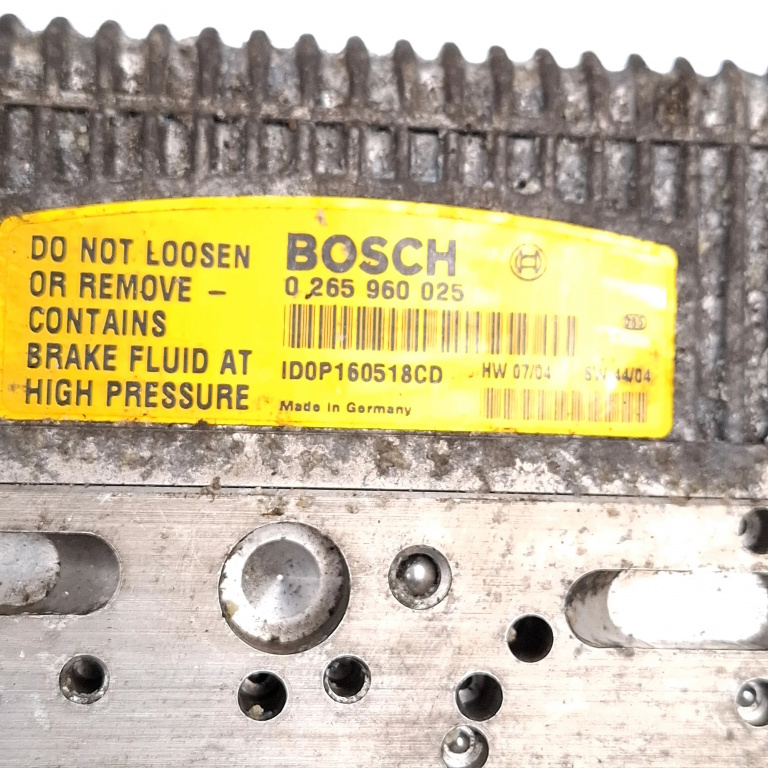 DO NOT LOOSEN
OR REMOVE –
CONTAINS
BRAKE FLUID AT
HIGH PRESSURE
BOSCH
0 265 960 025
ID0P160518CD
HW 07/04 SW 44/04
Made in Germany